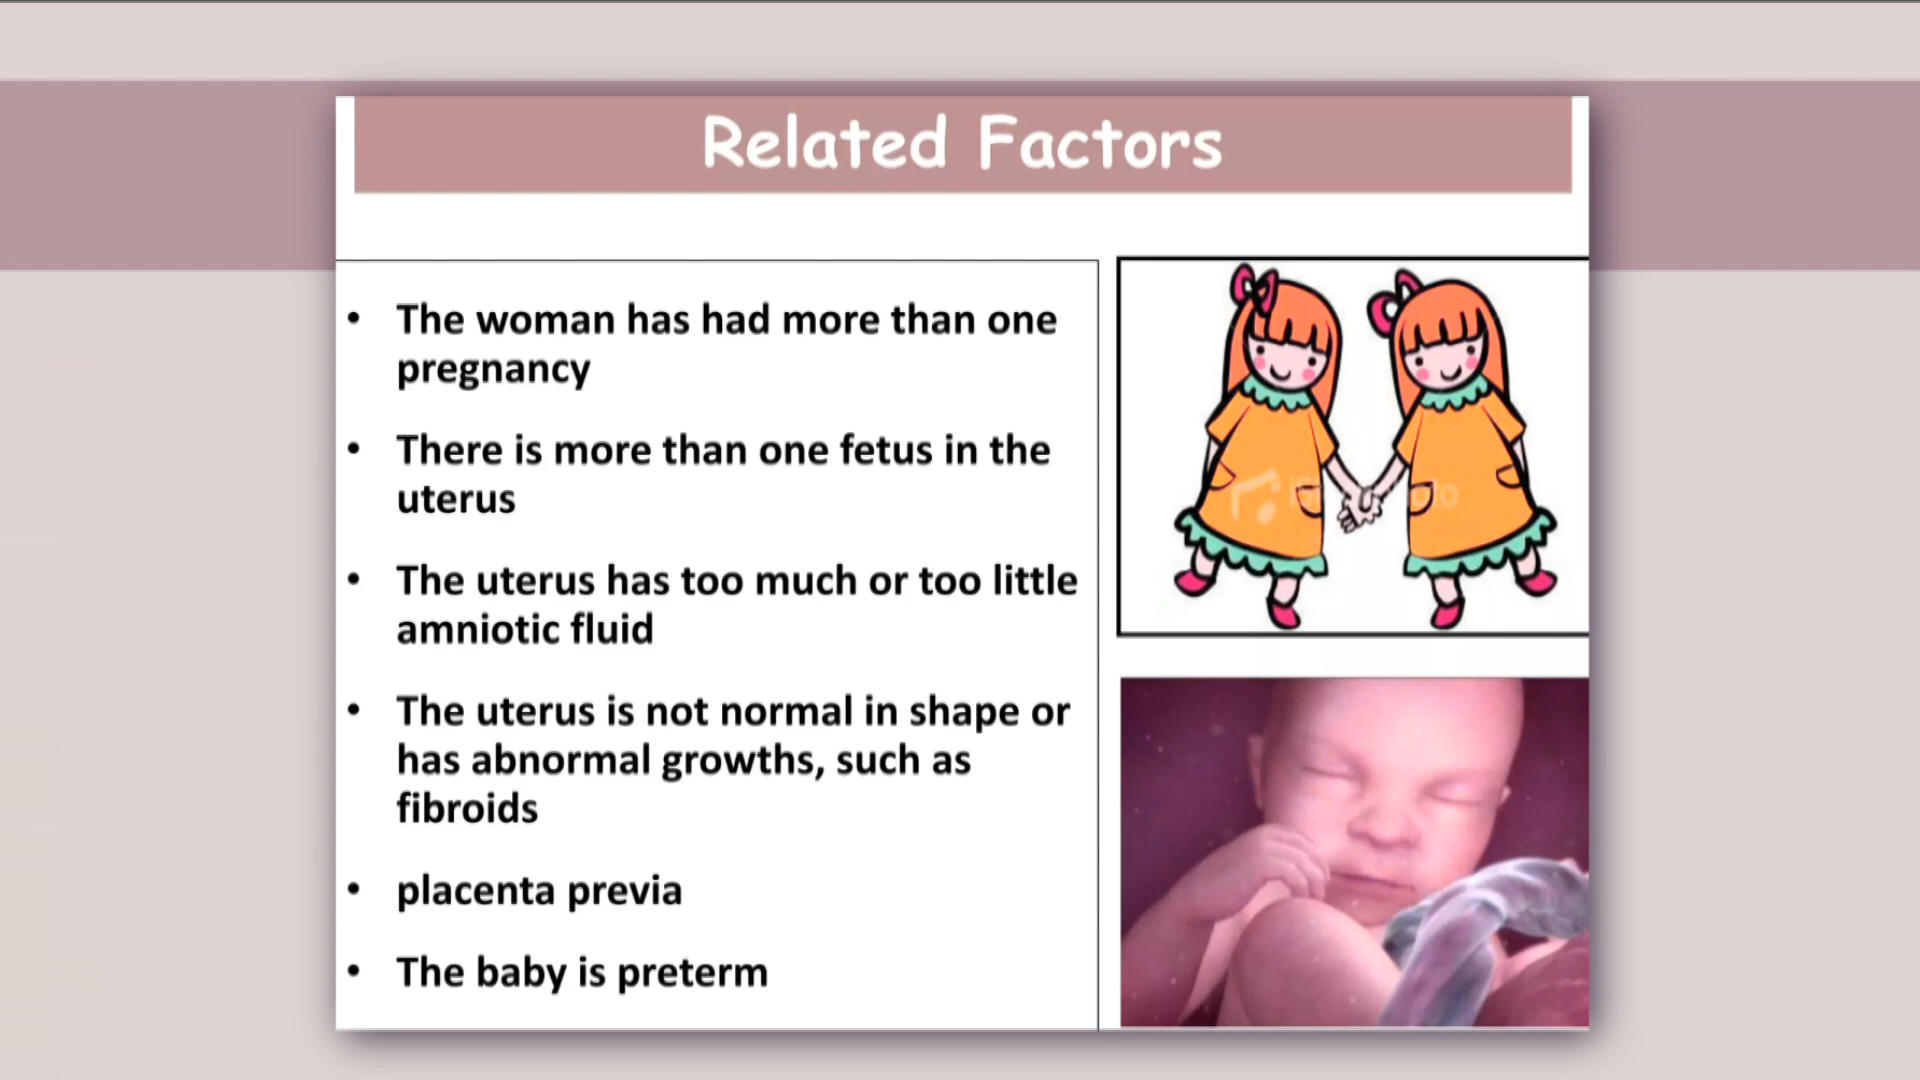 Related Factors
• The woman has had more than one
pregnancy
• There is more than one fetus in the
uterus
• The uterus has too much or too little
amniotic fluid
• The uterus is not normal in shape or
has abnormal growths, such as
fibroids
• placenta previa
• The baby is preterm